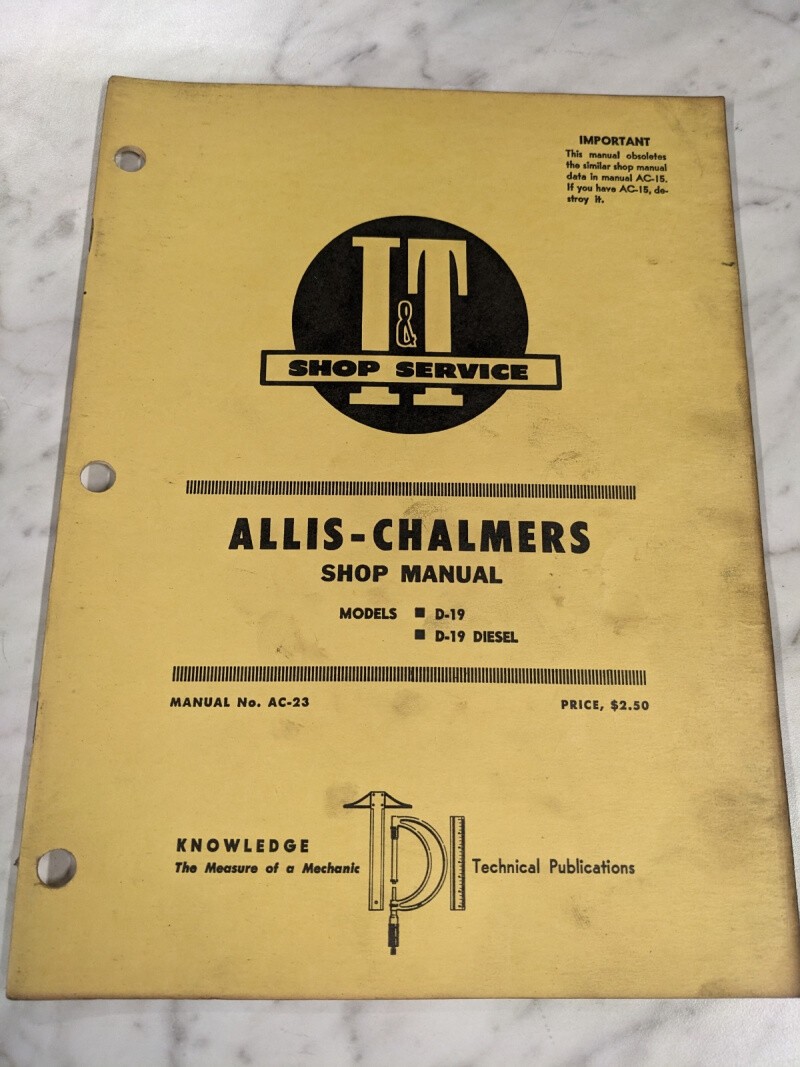 IMPORTANT
This manual obsoletes
the similar shop manual
data in manual AC-15.
If you have AC-15, de-
stroy it.
I&T
SHOP SERVICE
ALLIS-CHALMERS
SHOP MANUAL
MODELS ■ D-19
■ D-19 DIESEL
MANUAL No. AC-23 PRICE, $2.50
KNOWLEDGE
The Measure of a Mechanic
TPI
Technical Publications